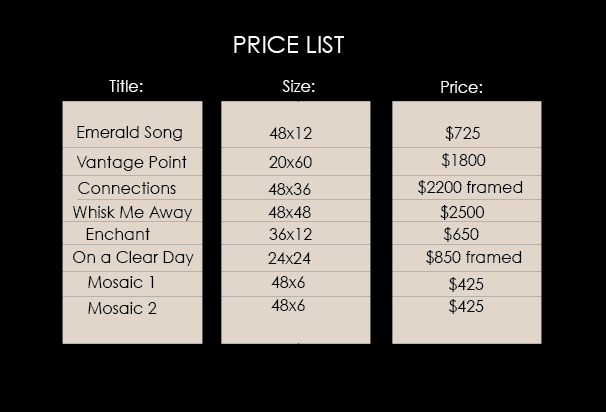 PRICE LIST
Title: Size: Price:
Emerald Song 48x12 $725
Vantage Point 20x60 $1800
Connections 48x36 $2200 framed
Whisk Me Away 48x48 $2500
Enchant 36x12 $650
On a Clear Day 24x24 $850 framed
Mosaic 1 48x6 $425
Mosaic 2 48x6 $425